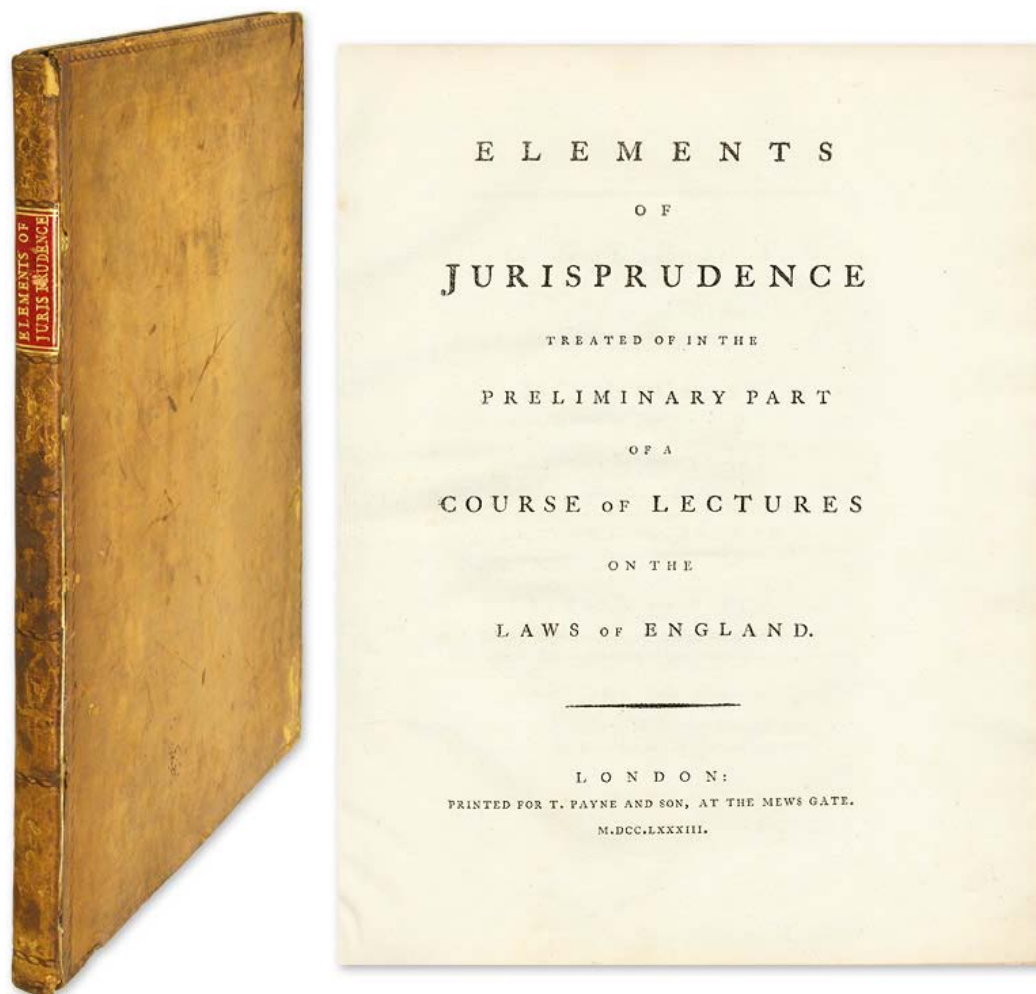 ELEMENTS OF
JURISPRUDENCE
ELEMENTS
OF
JURISPRUDENCE
TREATED OF IN THE
PRELIMINARY PART
OF A
COURSE OF LECTURES
ON THE
LAWS OF ENGLAND.
LONDON:
PRINTED FOR T. PAYNE AND SON, AT THE MEWS GATE.
M.DCC.LXXXIII.